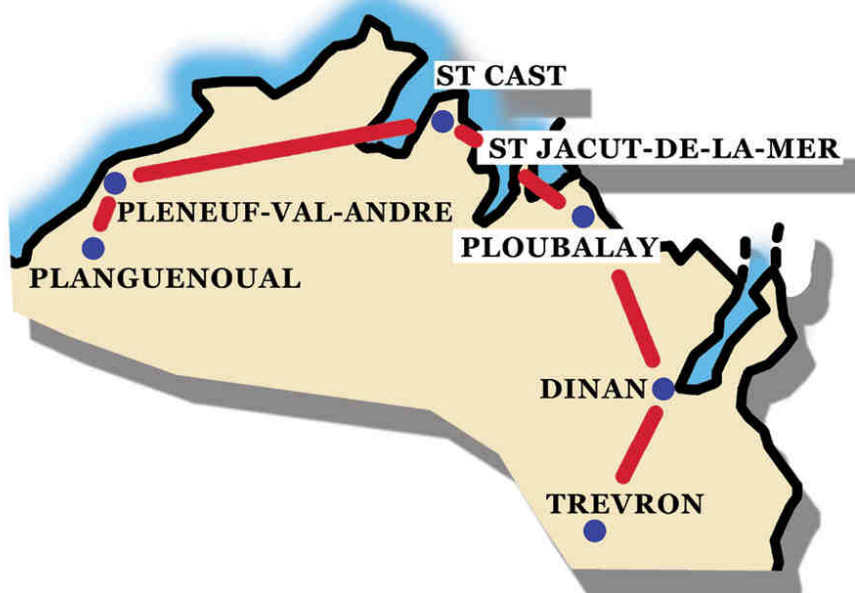 ST CAST
ST JACUT-DE-LA-MER
PLENEUF-VAL-ANDRE
PLOUBALAY
PLANGUENOUAL
DINAN
TREVRON